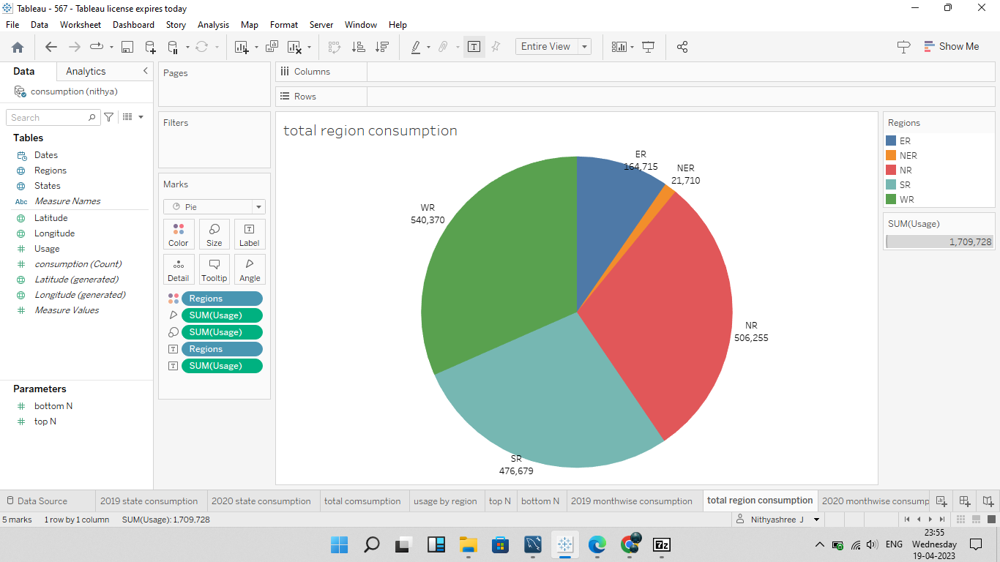 Tableau - 567 - Tableau license expires today
File Data Worksheet Dashboard Story Analysis Map Format Server Window Help
Entire View
Show Me
Data Analytics
consumption (nithya)
Search
Tables
Dates
Regions
States
Abc Measure Names
Latitude
Longitude
Usage
consumption (Count)
Latitude (generated)
Longitude (generated)
Measure Values
Parameters
bottom N
top N
Pages
Filters
Marks
Pie
Color Size Label
Detail Tooltip Angle
Regions
SUM(Usage)
SUM(Usage)
Regions
SUM(Usage)
Columns
Rows
total region consumption
ER
164,715
NER
21,710
WR
540,370
NR
506,255
SR
476,679
Regions
ER
NER
NR
SR
WR
SUM(Usage)
1,709,728
Data Source 2019 state consumption 2020 state consumption total comsumption usage by region top N bottom N 2019 monthwise consumption total region consumption 2020 monthwise consump
5 marks 1 row by 1 column SUM(Usage): 1,709,728 Nithyashree J
7z
ENG
23:55
Wednesday
19-04-2023